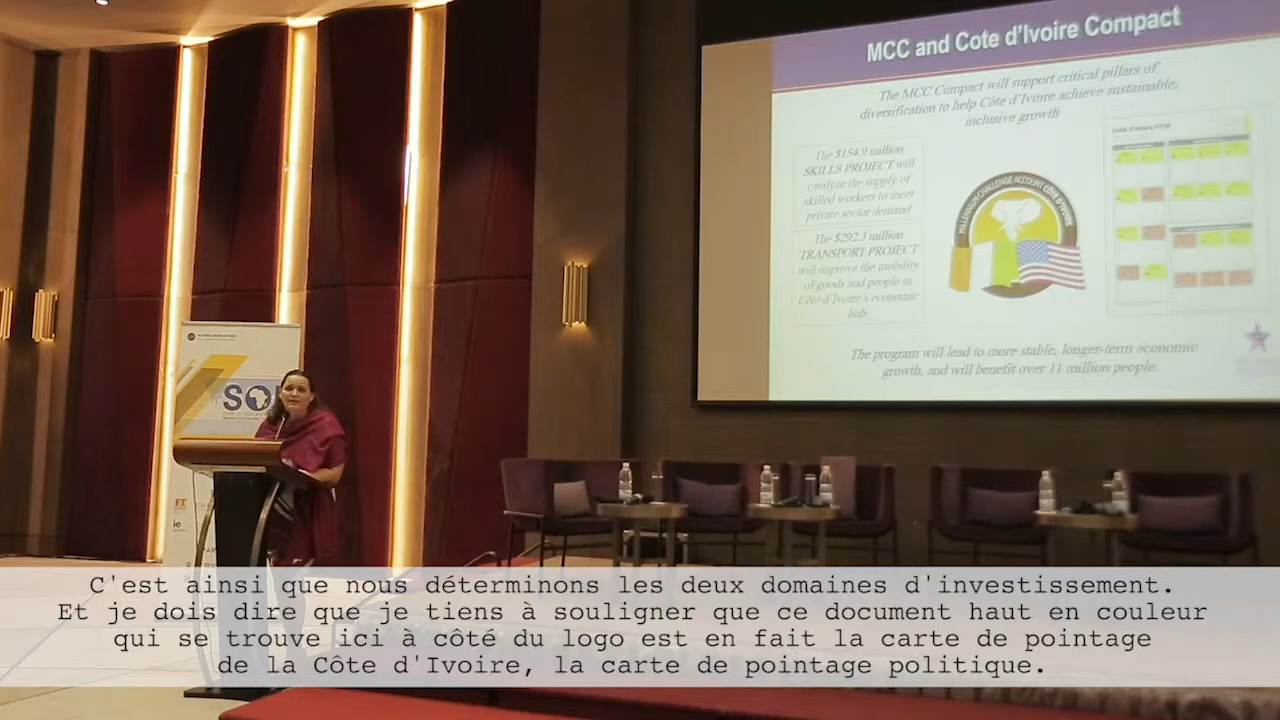 MCC and Cote d'Ivoire Compact
The MCC Compact will support critical pillars of
diversification to help Côte d'Ivoire achieve sustainable,
inclusive growth
The $154.9 million
SKILLS PROJECT will
catalyze the supply of
skilled workers to meet
private sector demand
The $292.3 million
TRANSPORT PROJECT
will improve the mobility
of goods and people in
Côte d'Ivoire's economic
hub
MILLENNIUM CHALLENGE ACCOUNT CÔTE D'IVOIRE
The program will lead to more stable, longer-term economic
growth, and will benefit over 11 million people.
FT
ie
C'est ainsi que nous déterminons les deux domaines d'investissement.
Et je dois dire que je tiens à souligner que ce document haut en couleur
qui se trouve ici à côté du logo est en fait la carte de pointage
de la Côte d'Ivoire, la carte de pointage politique.